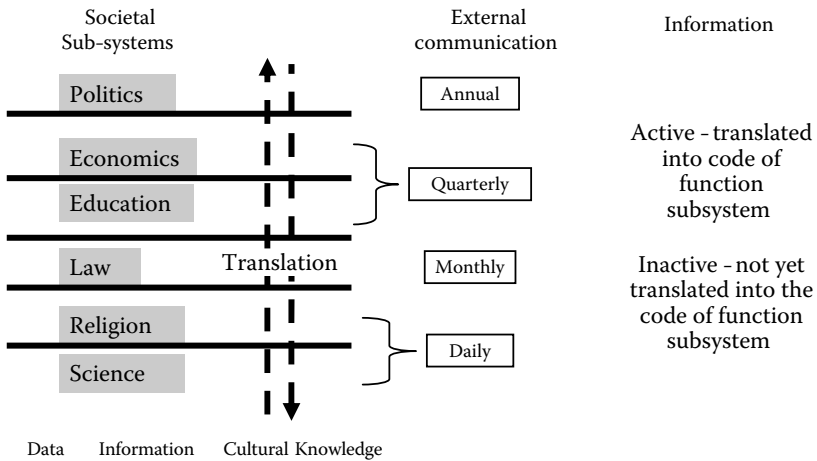 Societal
Sub-systems
External
communication
Information
Politics
Annual
Economics
Education
Quarterly
Active - translated
into code of
function
subsystem
Law
Translation
Monthly
Inactive - not yet
translated into the
code of function
subsystem
Religion
Science
Daily
Data Information Cultural Knowledge